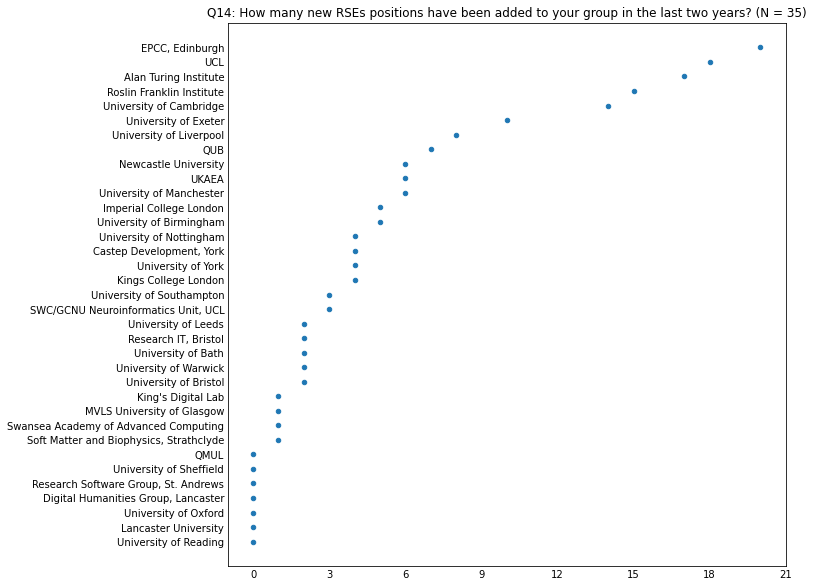 Q14: How many new RSEs positions have been added to your group in the last two years? (N = 35)
EPCC, Edinburgh
UCL
Alan Turing Institute
Roslin Franklin Institute
University of Cambridge
University of Exeter
University of Liverpool
QUB
Newcastle University
UKAEA
University of Manchester
Imperial College London
University of Birmingham
University of Nottingham
Castep Development, York
University of York
Kings College London
University of Southampton
SWC/GCNU Neuroinformatics Unit, UCL
University of Leeds
Research IT, Bristol
University of Bath
University of Warwick
University of Bristol
King's Digital Lab
MVLS University of Glasgow
Swansea Academy of Advanced Computing
Soft Matter and Biophysics, Strathclyde
QMUL
University of Sheffield
Research Software Group, St. Andrews
Digital Humanities Group, Lancaster
University of Oxford
Lancaster University
University of Reading
0 3 6 9 12 15 18 21